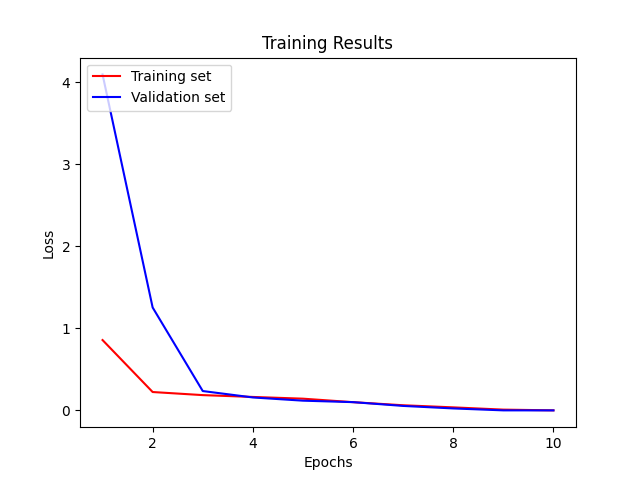 Training Results
Training set
Validation set
4
3
2
1
0
Loss
2
4
6
8
10
Epochs